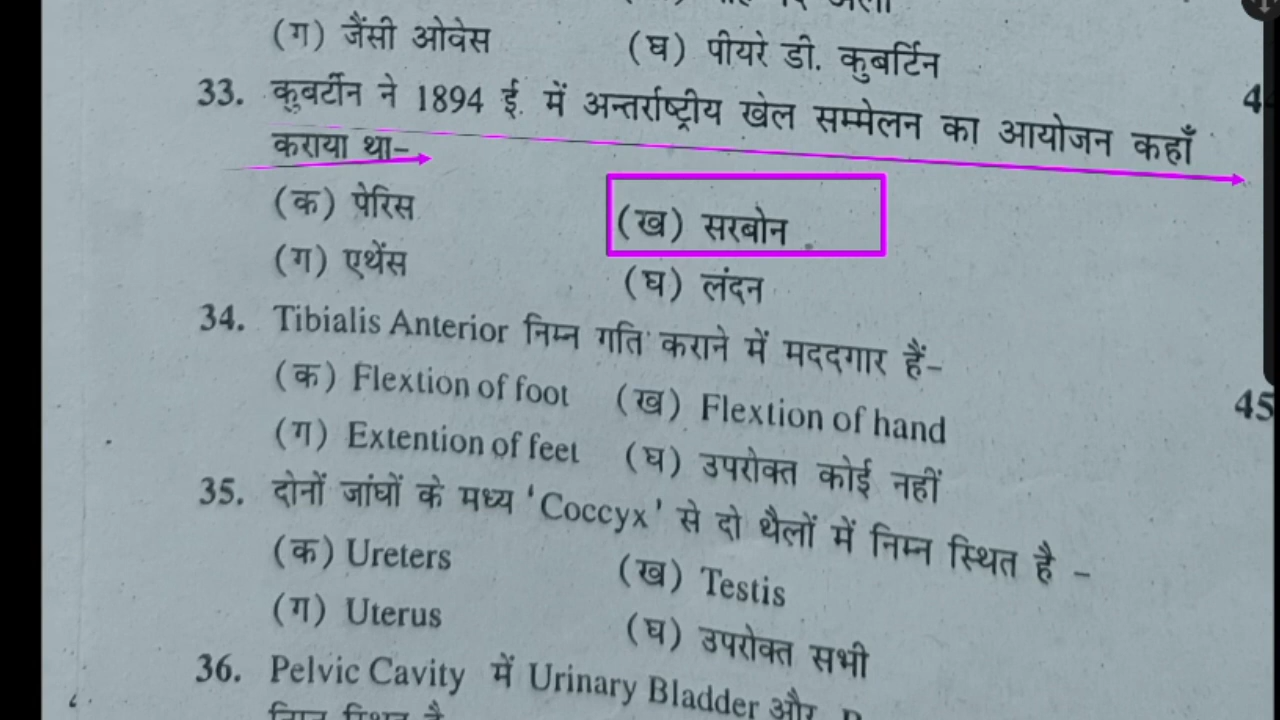 (ग) जैंसी ओवेस (घ) पीयरे डी. कुबर्टिन
33. कुबर्टीन ने 1894 ई. में अन्तर्राष्ट्रीय खेल सम्मेलन का आयोजन कहाँ
कराया था-
(क) पेरिस (ख) सरबोन
(ग) एथेंस (घ) लंदन
34. Tibialis Anterior निम्न गति कराने में मददगार हैं-
(क) Flextion of foot (ख) Flextion of hand
(ग) Extention of feet (घ) उपरोक्त कोई नहीं
35. दोनों जांघों के मध्य 'Coccyx' से दो थैलों में निम्न स्थित है -
(क) Ureters (ख) Testis
(ग) Uterus (घ) उपरोक्त सभी
36. Pelvic Cavity में Urinary Bladder और
45